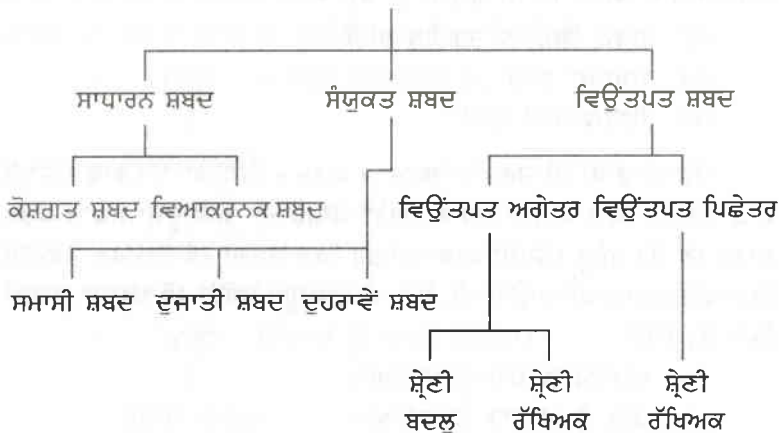 ਸਾਧਾਰਨ ਸ਼ਬਦ ਸੰਯੁਕਤ ਸ਼ਬਦ ਵਿਉਂਤਪਤ ਸ਼ਬਦ
ਕੋਸ਼ਗਤ ਸ਼ਬਦ ਵਿਆਕਰਨਕ ਸ਼ਬਦ ਵਿਉਂਤਪਤ ਅਗੇਤਰ ਵਿਉਂਤਪਤ ਪਿਛੇਤਰ
ਸਮਾਸੀ ਸ਼ਬਦ ਦੁਜਾਤੀ ਸ਼ਬਦ ਦੁਹਰਾਵੇਂ ਸ਼ਬਦ
ਸ਼੍ਰੇਣੀ ਸ਼੍ਰੇਣੀ ਸ਼੍ਰੇਣੀ
ਬਦਲੂ ਰੱਖਿਅਕ ਰੱਖਿਅਕ